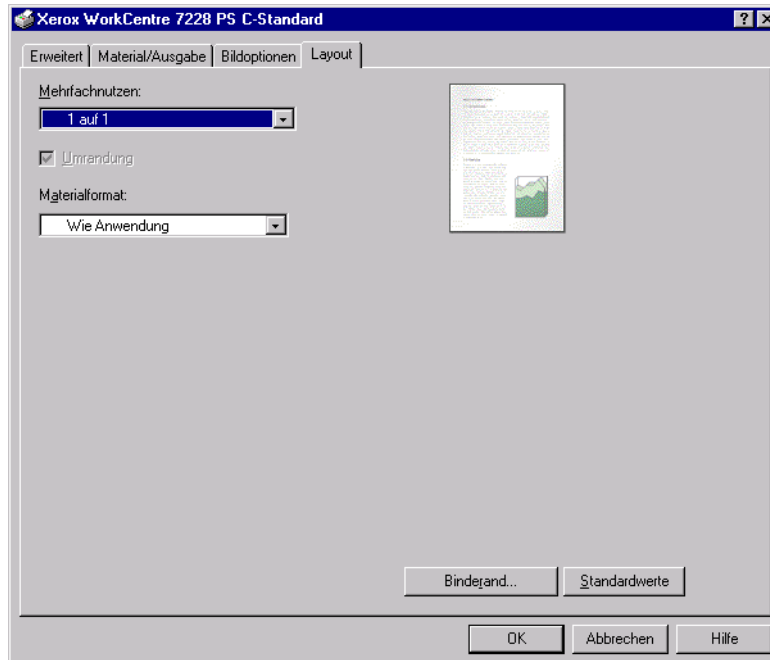 Xerox WorkCentre 7228 PS C-Standard
Erweitert Material/Ausgabe Bildoptionen Layout
Mehrfachnutzen:
1 auf 1
Umrandung
Materialformat:
Wie Anwendung
Binderand... Standardwerte
OK Abbrechen Hilfe